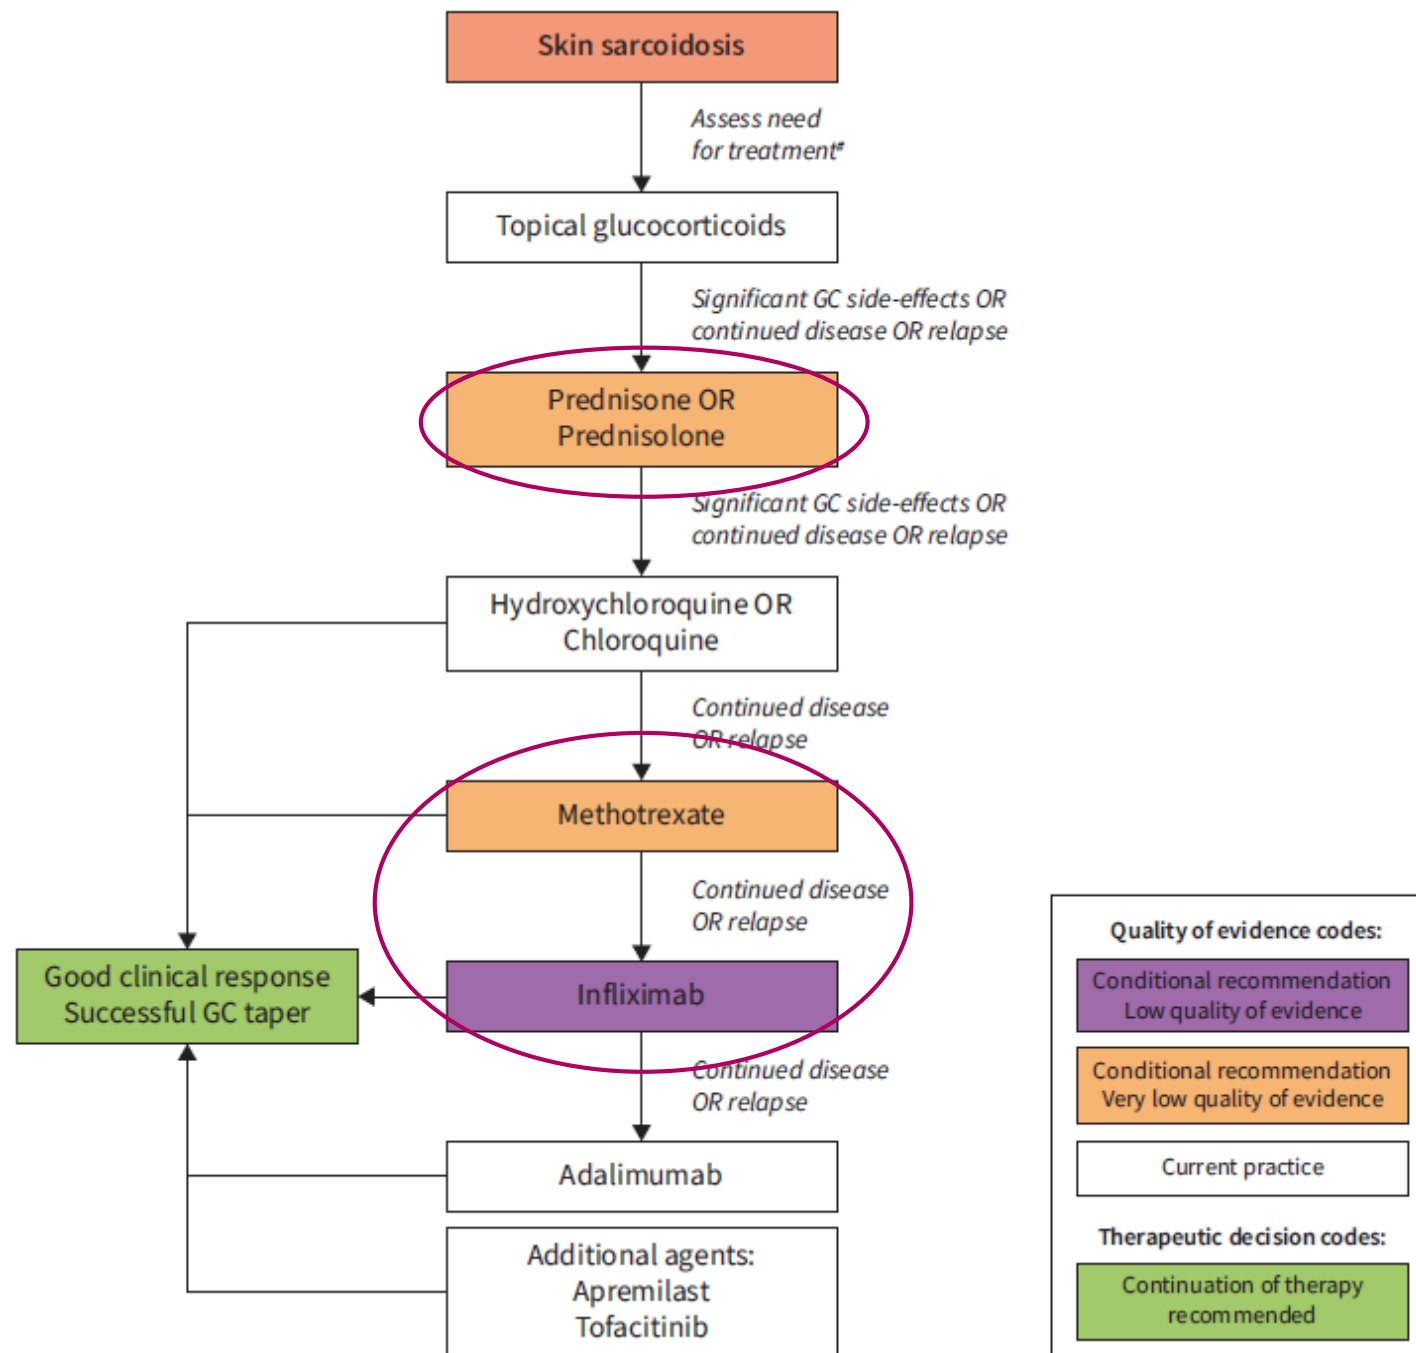 Skin sarcoidosis
Assess need
for treatment#
Topical glucocorticoids
Significant GC side-effects OR
continued disease OR relapse
Prednisone OR
Prednisolone
Significant GC side-effects OR
continued disease OR relapse
Hydroxychloroquine OR
Chloroquine
Continued disease
OR relapse
Methotrexate
Continued disease
OR relapse
Good clinical response
Successful GC taper
Infliximab
Continued disease
OR relapse
Adalimumab
Additional agents:
Apremilast
Tofacitinib
Quality of evidence codes:
Conditional recommendation
Low quality of evidence
Conditional recommendation
Very low quality of evidence
Current practice
Therapeutic decision codes:
Continuation of therapy
recommended